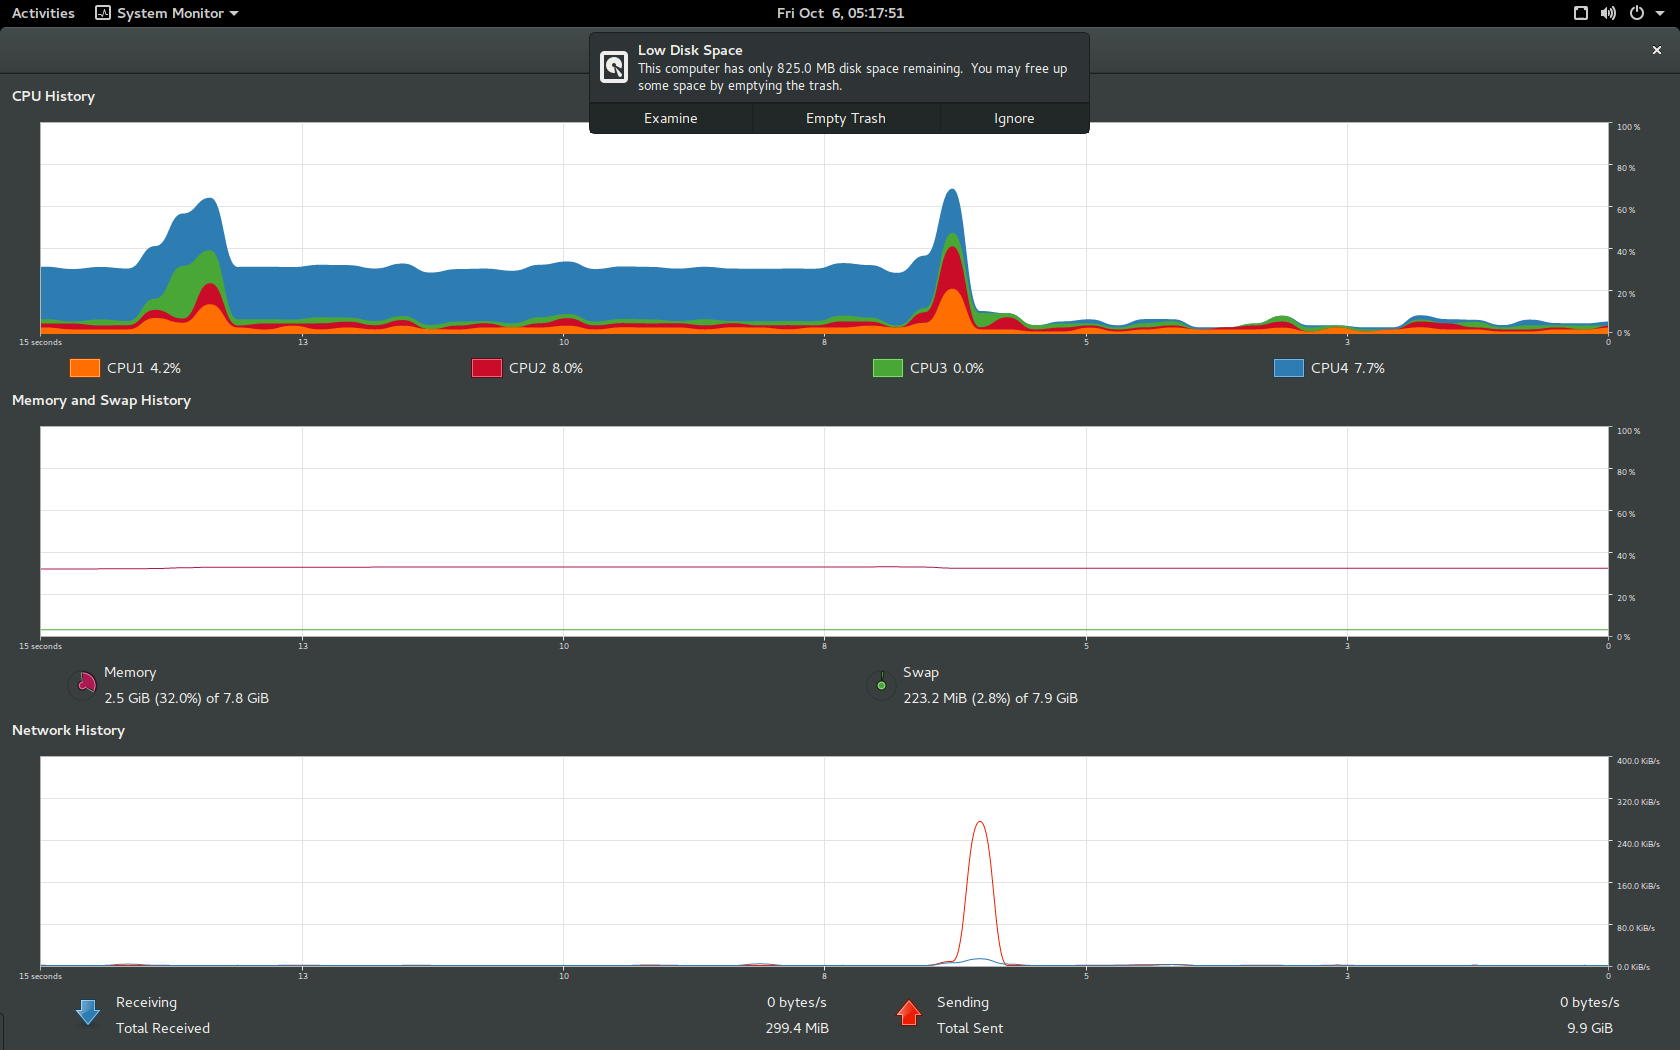 Activities System Monitor Fri Oct 6, 05:17:51
Low Disk Space
This computer has only 825.0 MB disk space remaining. You may free up
some space by emptying the trash.
Examine Empty Trash Ignore
CPU History
100 %
80 %
60 %
40 %
20 %
0 %
15 seconds 13 10 8 5 3 0
CPU1 4.2% CPU2 8.0% CPU3 0.0% CPU4 7.7%
Memory and Swap History
100 %
80 %
60 %
40 %
20 %
0 %
15 seconds 13 10 8 5 3 0
Memory Swap
2.5 GiB (32.0%) of 7.8 GiB 223.2 MiB (2.8%) of 7.9 GiB
Network History
400.0 KiB/s
320.0 KiB/s
240.0 KiB/s
160.0 KiB/s
80.0 KiB/s
0.0 KiB/s
15 seconds 13 10 8 5 3 0
Receiving 0 bytes/s Sending 0 bytes/s
Total Received 299.4 MiB Total Sent 9.9 GiB